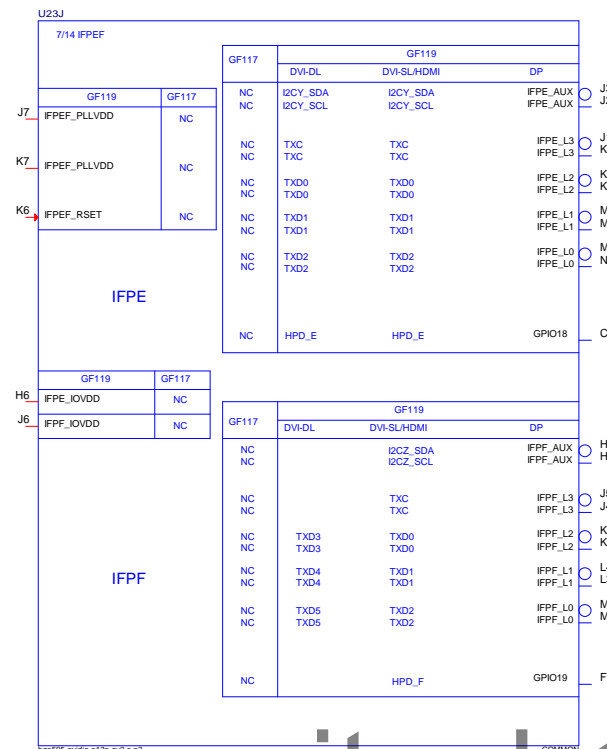 U23J
7/14 IFPEF
GF117 GF119
DVI-DL DVI-SL/HDMI DP
NC I2CY_SDA I2CY_SDA IFPE_AUX
NC I2CY_SCL I2CY_SCL IFPE_AUX
GF119 GF117
J7 IFPEF_PLLVDD NC
NC TXC TXC IFPE_L3
NC TXC TXC IFPE_L3
K7 IFPEF_PLLVDD NC
NC TXD0 TXD0 IFPE_L2
NC TXD0 TXD0 IFPE_L2
K6 IFPEF_RSET NC
NC TXD1 TXD1 IFPE_L1
NC TXD1 TXD1 IFPE_L1
NC TXD2 TXD2 IFPE_L0
NC TXD2 TXD2 IFPE_L0
IFPE
NC HPD_E HPD_E GPIO18 C
GF119 GF117
H6 IFPE_IOVDD NC
J6 IFPF_IOVDD NC
GF117 GF119
DVI-DL DVI-SL/HDMI DP
NC I2CZ_SDA IFPF_AUX
NC I2CZ_SCL IFPF_AUX
NC TXC IFPF_L3
NC TXC IFPF_L3
NC TXD3 TXD0 IFPF_L2
NC TXD3 TXD0 IFPF_L2
IFPF
NC TXD4 TXD1 IFPF_L1
NC TXD4 TXD1 IFPF_L1
NC TXD5 TXD2 IFPF_L0
NC TXD5 TXD2 IFPF_L0
NC HPD_F GPIO19 F
COMMON